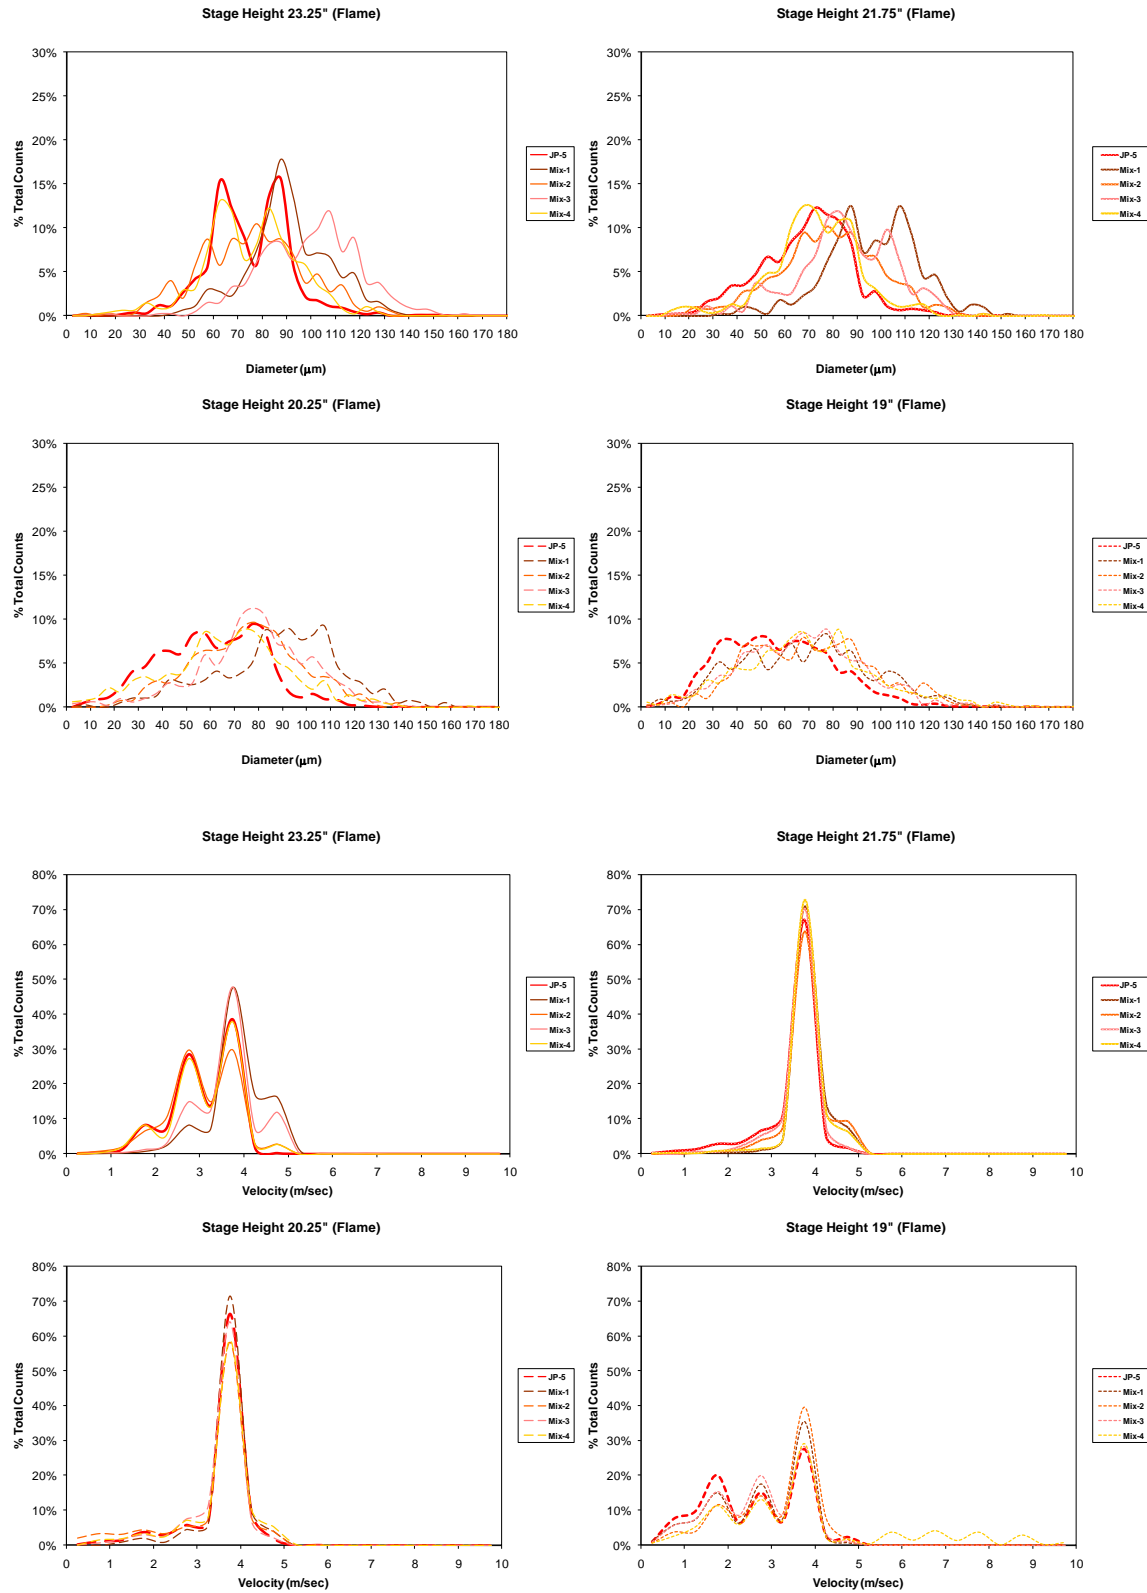 Stage Height 23.25" (Flame)
% Total Counts
30%
25%
20%
15%
10%
5%
0%
0 10 20 30 40 50 60 70 80 90 100 110 120 130 140 150 160 170 180
Diameter (μm)
JP-5
Mix-1
Mix-2
Mix-3
Mix-4
Stage Height 21.75" (Flame)
% Total Counts
30%
25%
20%
15%
10%
5%
0%
0 10 20 30 40 50 60 70 80 90 100 110 120 130 140 150 160 170 180
Diameter (μm)
JP-5
Mix-1
Mix-2
Mix-3
Mix-4
Stage Height 20.25" (Flame)
% Total Counts
30%
25%
20%
15%
10%
5%
0%
0 10 20 30 40 50 60 70 80 90 100 110 120 130 140 150 160 170 180
Diameter (μm)
JP-5
Mix-1
Mix-2
Mix-3
Mix-4
Stage Height 19" (Flame)
% Total Counts
30%
25%
20%
15%
10%
5%
0%
0 10 20 30 40 50 60 70 80 90 100 110 120 130 140 150 160 170 180
Diameter (μm)
JP-5
Mix-1
Mix-2
Mix-3
Mix-4
Stage Height 23.25" (Flame)
% Total Counts
80%
70%
60%
50%
40%
30%
20%
10%
0%
0 1 2 3 4 5 6 7 8 9 10
Velocity (m/sec)
JP-5
Mix-1
Mix-2
Mix-3
Mix-4
Stage Height 21.75" (Flame)
% Total Counts
80%
70%
60%
50%
40%
30%
20%
10%
0%
0 1 2 3 4 5 6 7 8 9 10
Velocity (m/sec)
JP-5
Mix-1
Mix-2
Mix-3
Mix-4
Stage Height 20.25" (Flame)
% Total Counts
80%
70%
60%
50%
40%
30%
20%
10%
0%
0 1 2 3 4 5 6 7 8 9 10
Velocity (m/sec)
JP-5
Mix-1
Mix-2
Mix-3
Mix-4
Stage Height 19" (Flame)
% Total Counts
80%
70%
60%
50%
40%
30%
20%
10%
0%
0 1 2 3 4 5 6 7 8 9 10
Velocity (m/sec)
JP-5
Mix-1
Mix-2
Mix-3
Mix-4